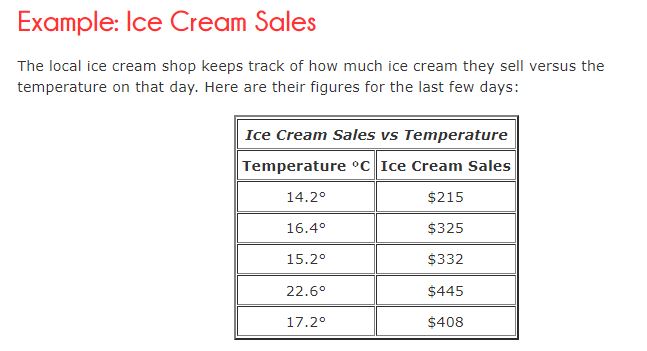 Example: Ice Cream Sales
The local ice cream shop keeps track of how much ice cream they sell versus the
temperature on that day. Here are their figures for the last few days:
Ice Cream Sales vs Temperature
Temperature ºC Ice Cream Sales
14.2° $215
16.4° $325
15.2° $332
22.6° $445
17.2° $408